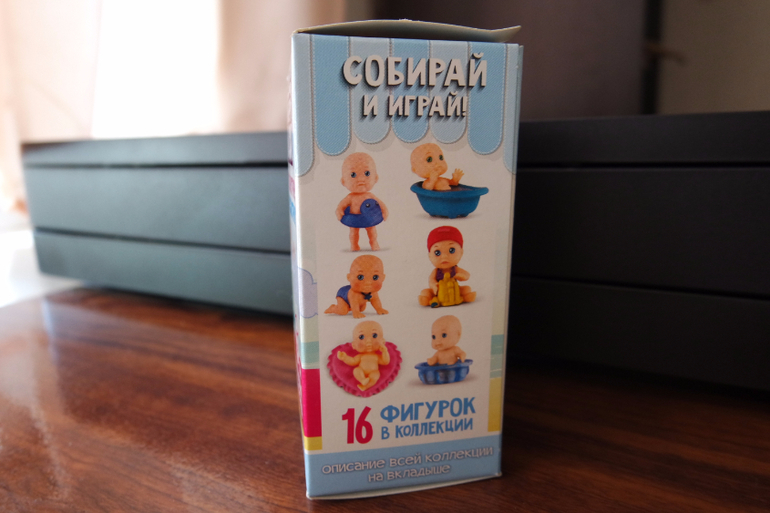 СОБИРАЙ
И ИГРАЙ!
16 ФИГУРОК
В КОЛЛЕКЦИИ
ОПИСАНИЕ ВСЕЙ КОЛЛЕКЦИИ
НА ВКЛАДЫШЕ